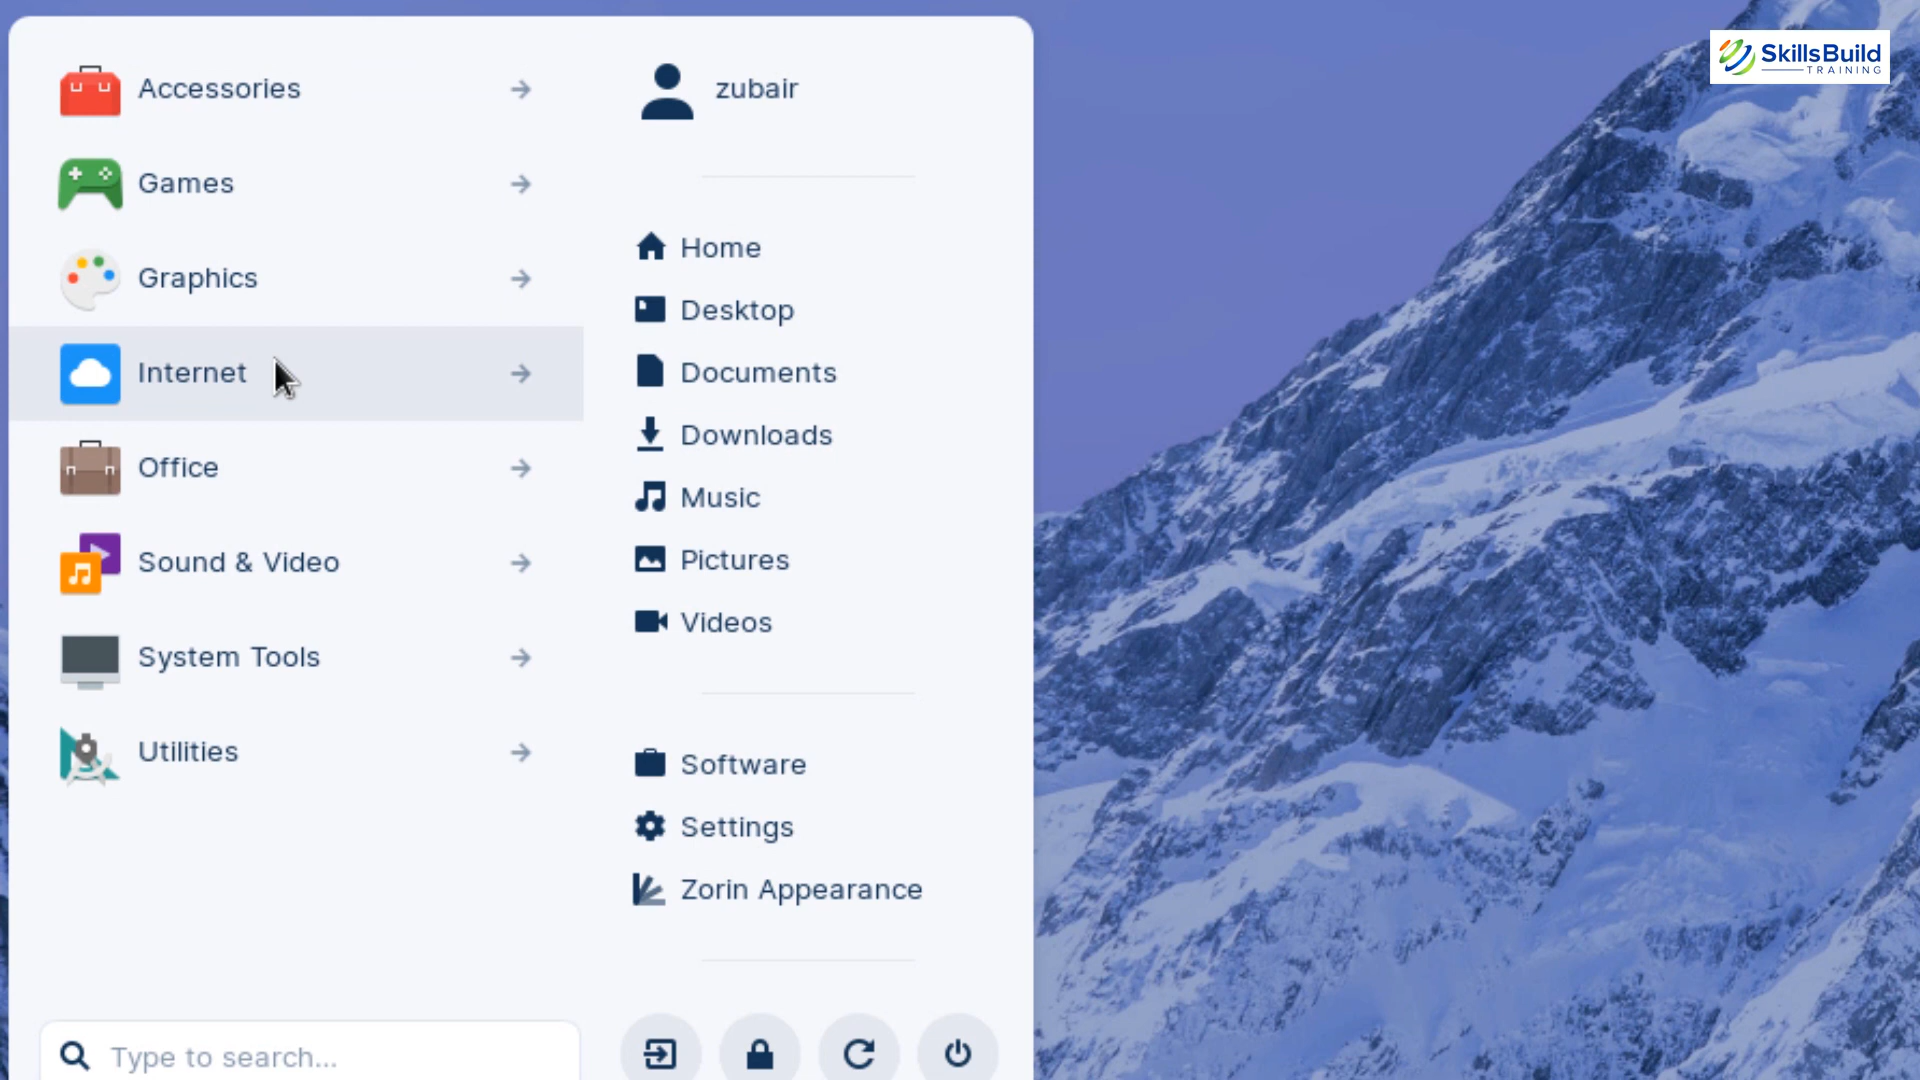 Accessories
Games
Graphics
Internet
Office
Sound & Video
System Tools
Utilities
Type to search...
zubair
Home
Desktop
Documents
Downloads
Music
Pictures
Videos
Software
Settings
Zorin Appearance
SkillsBuild
TRAINING